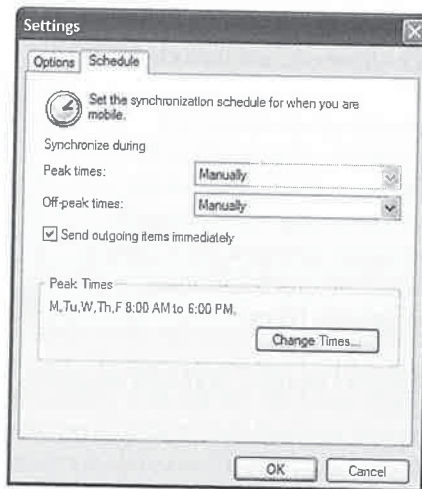 Settings
Options Schedule
Set the synchronization schedule for when you are
mobile.
Synchronize during
Peak times: Manually
Off-peak times: Manually
Send outgoing items immediately
Peak Times
M,Tu,W,Th,F 8:00 AM to 6:00 PM.
Change Times...
OK Cancel